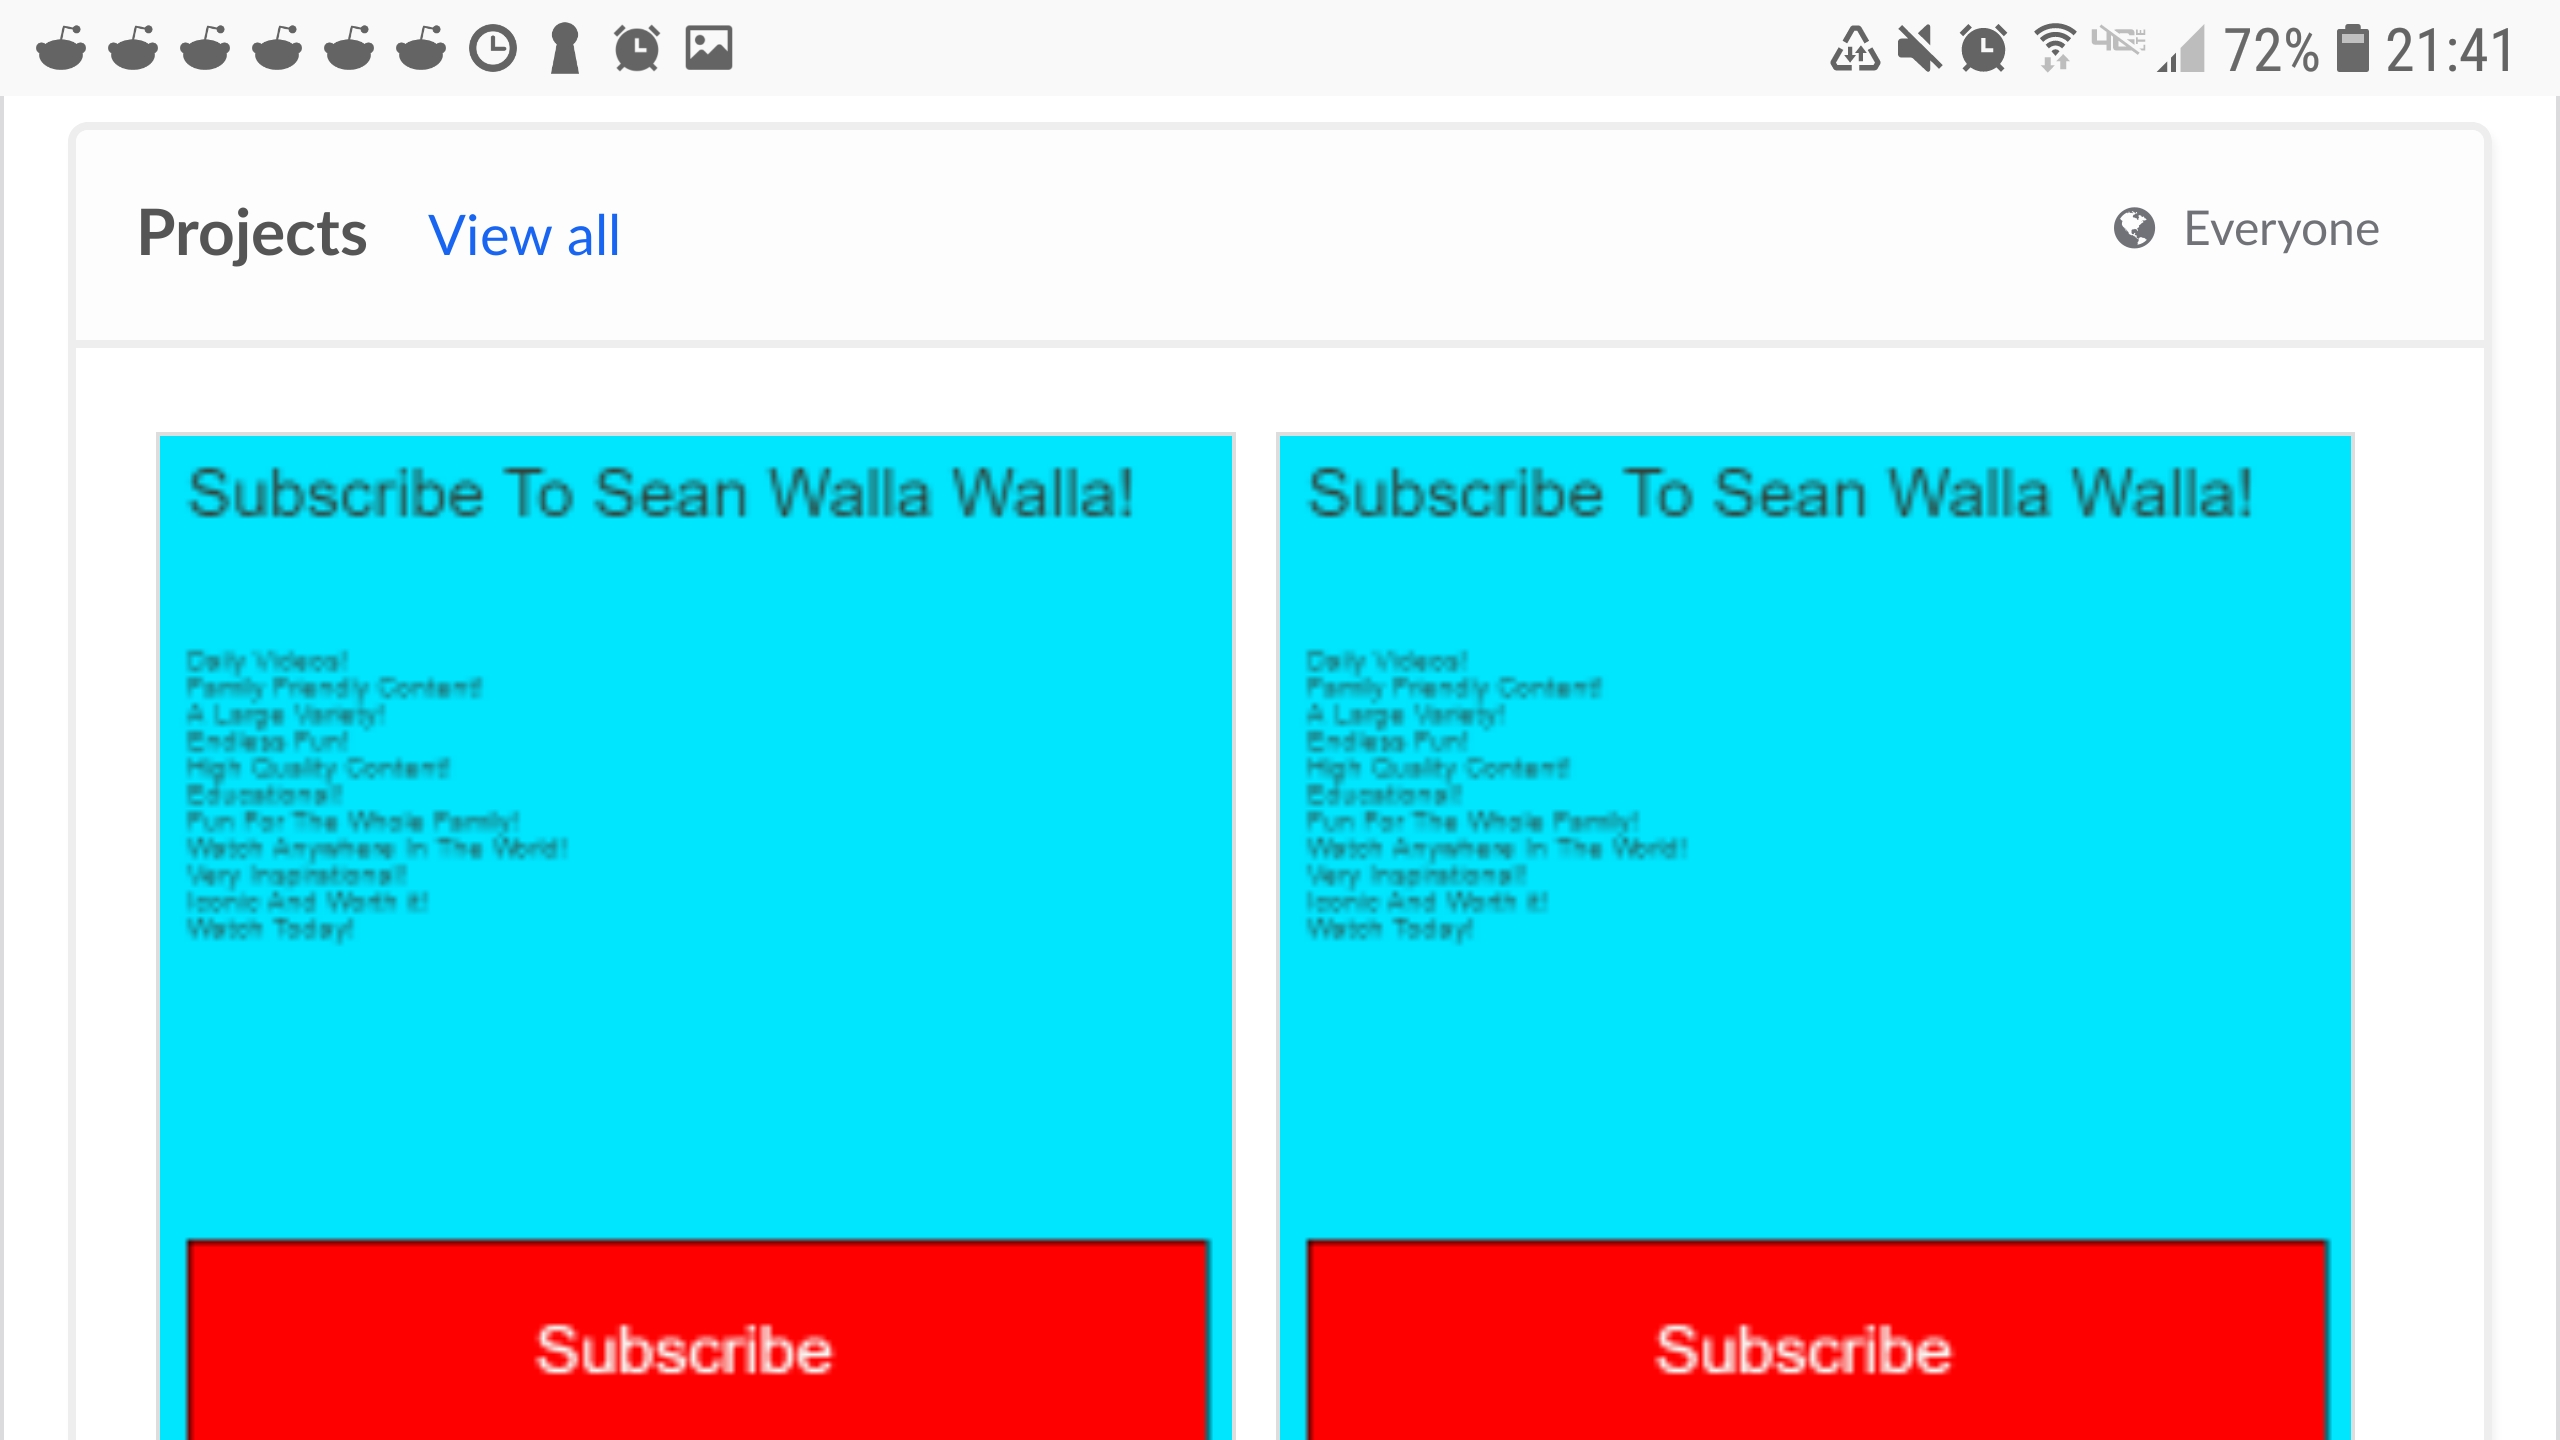 72% 21:41
Projects View all Everyone
Subscribe To Sean Walla Walla!
Daily Videos!
Family Friendly Content!
A Large Variety!
Endless Fun!
High Quality Content!
Educational!
Fun For The Whole Family!
Watch Anywhere In The World!
Very Inspirational!
Iconic And Worth it!
Watch Today!
Subscribe
Subscribe To Sean Walla Walla!
Daily Videos!
Family Friendly Content!
A Large Variety!
Endless Fun!
High Quality Content!
Educational!
Fun For The Whole Family!
Watch Anywhere In The World!
Very Inspirational!
Iconic And Worth it!
Watch Today!
Subscribe